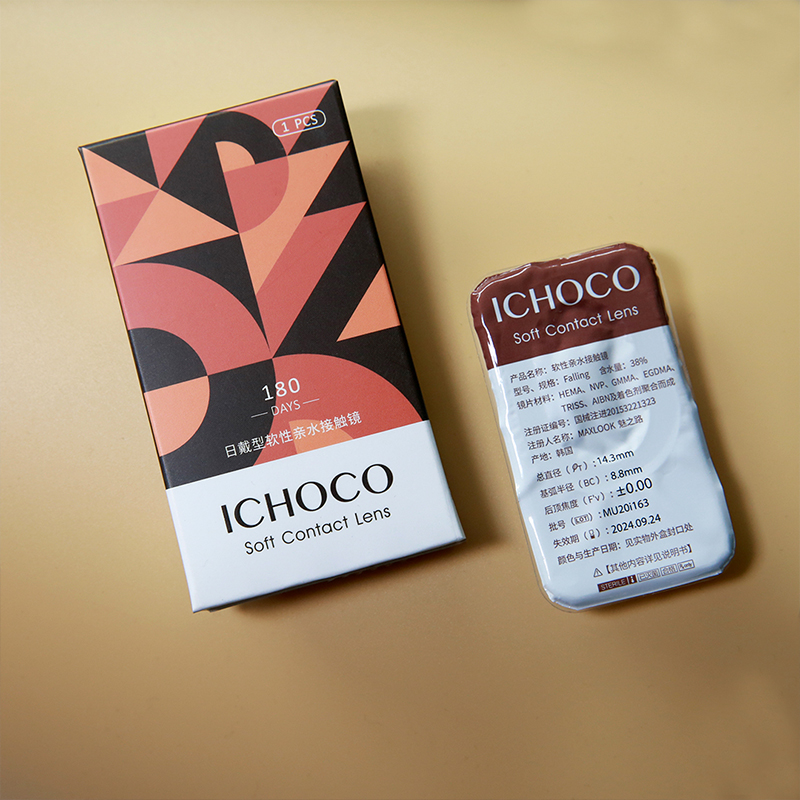 1 PCS
180
DAYS
日戴型软性亲水接触镜
ICHOCO
Soft Contact Lens
ICHOCO
Soft Contact Lens
产品名称：软性亲水接触镜
型号、规格：Falling 含水量：38%
镜片材料：HEMA、NVP、GMMA、EGDMA、
TRISS、AIBN及着色剂聚合而成
注册证编号：国械注进20153221323
注册人名称：MAXLOOK 魅之路
产地：韩国
总直径（）:14.3mm
基弧半径（BC）:8.8mm
后顶焦度（F'v）:±0.00
批号（LOT）:MU20I163
失效期（）:2024.09.24
颜色与生产日期：见实物外盒封口处
【其他内容详见说明书】
STERILE